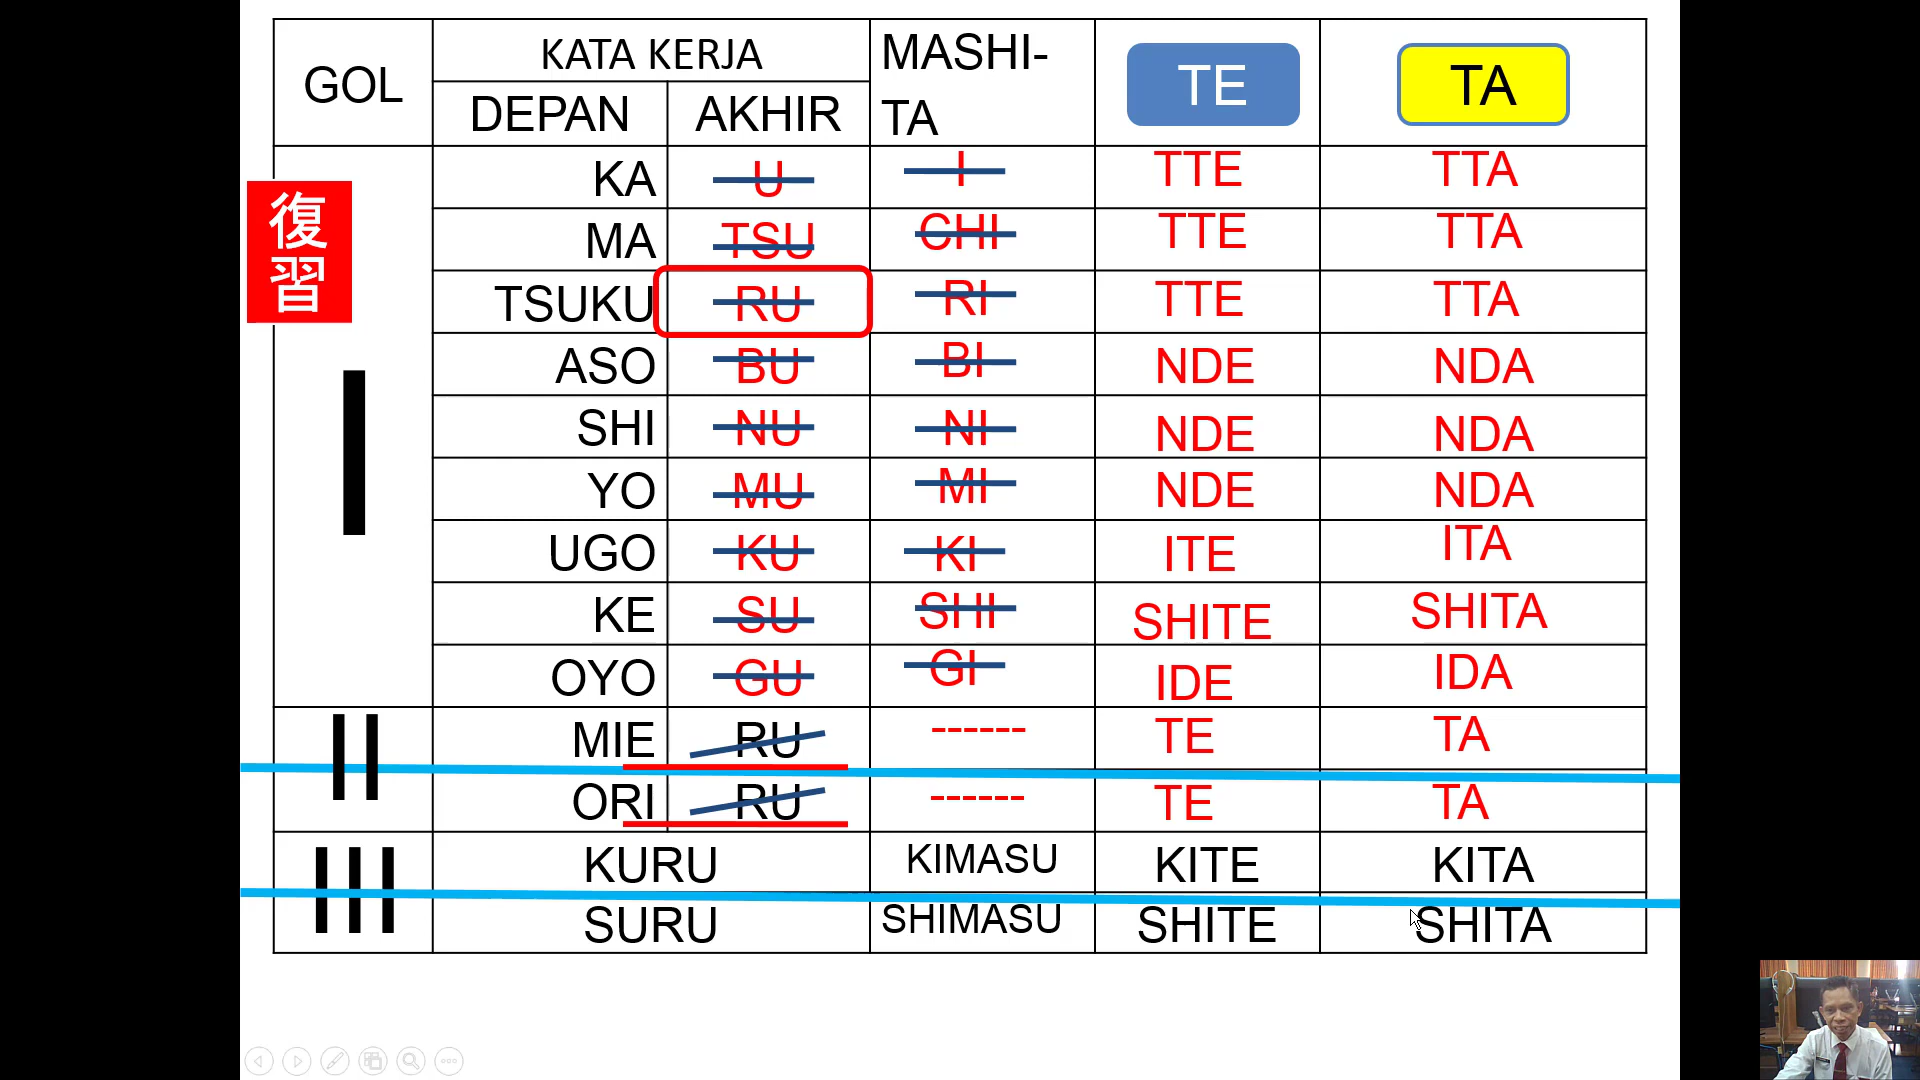 GOL KATA KERJA MASHI-
TA TE TA
DEPAN AKHIR
復
習
I
KA U I TTE TTA
MA TSU CHI TTE TTA
TSUKU RU RI TTE TTA
ASO BU BI NDE NDA
SHI NU NI NDE NDA
YO MU MI NDE NDA
UGO KU KI ITE ITA
KE SU SHI SHITE SHITA
OYO GU GI IDE IDA
II
MIE RU ------ TE TA
ORI RU ------ TE TA
III
KURU KIMASU KITE KITA
SURU SHIMASU SHITE SHITA